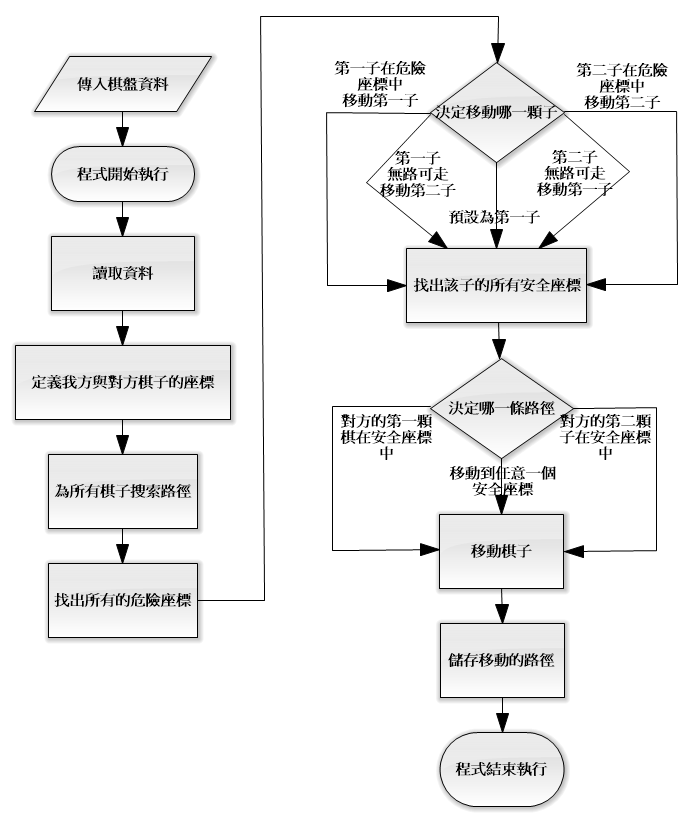 傳入棋盤資料
程式開始執行
讀取資料
定義我方與對方棋子的座標
為所有棋子搜索路徑
找出所有的危險座標
決定移動哪一顆子
第一子在危險
座標中
移動第一子
第二子在危險
座標中
移動第二子
第一子
無路可走
移動第二子
第二子
無路可走
移動第一子
預設為第一子
找出該子的所有安全座標
決定哪一條路徑
對方的第一顆
棋在安全座標
中
對方的第二顆
子在安全座標
中
移動到任意一個
安全座標
移動棋子
儲存移動的路徑
程式結束執行